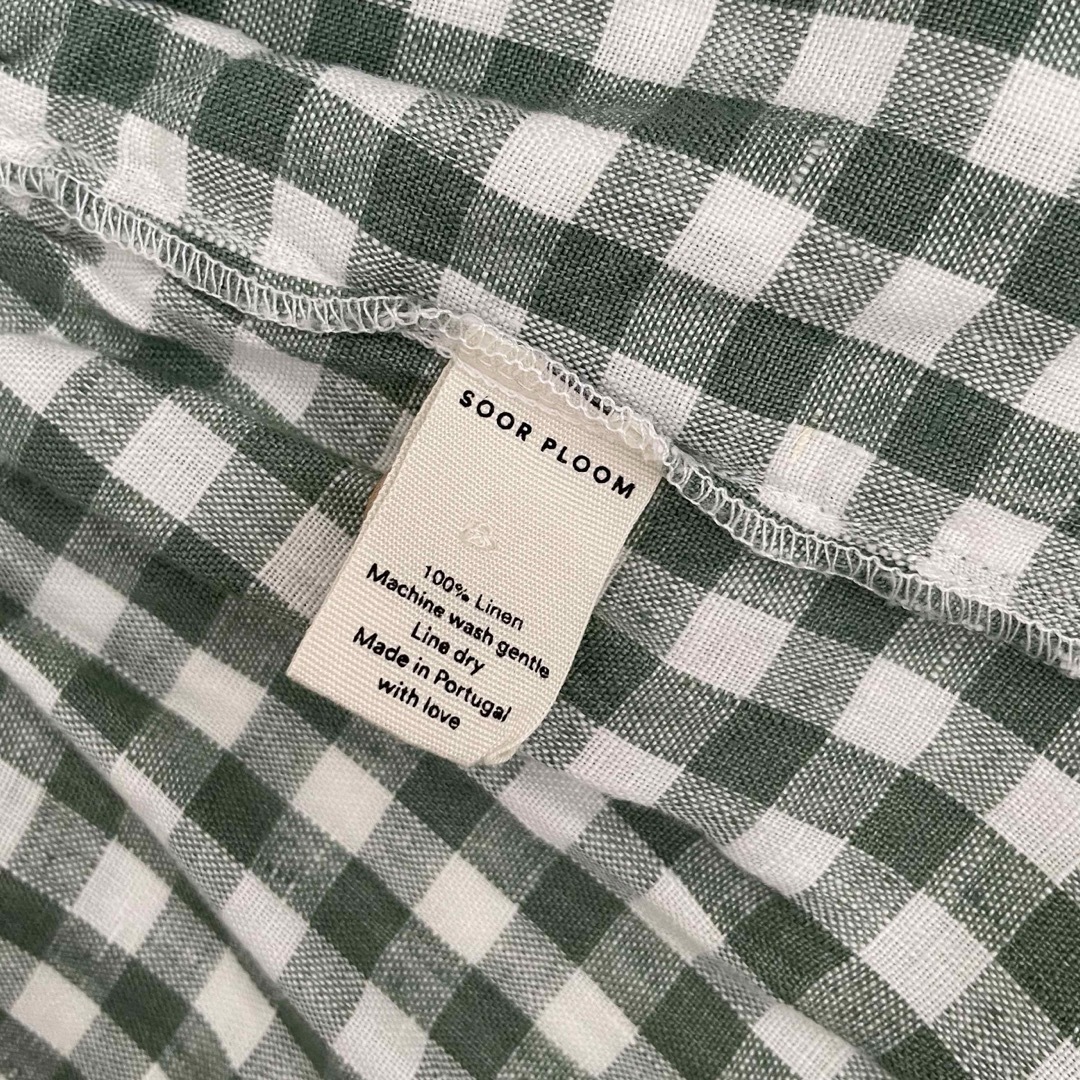 SOOR PLOOM
100% Linen
Machine wash gentle
Line dry
Made in Portugal
with love